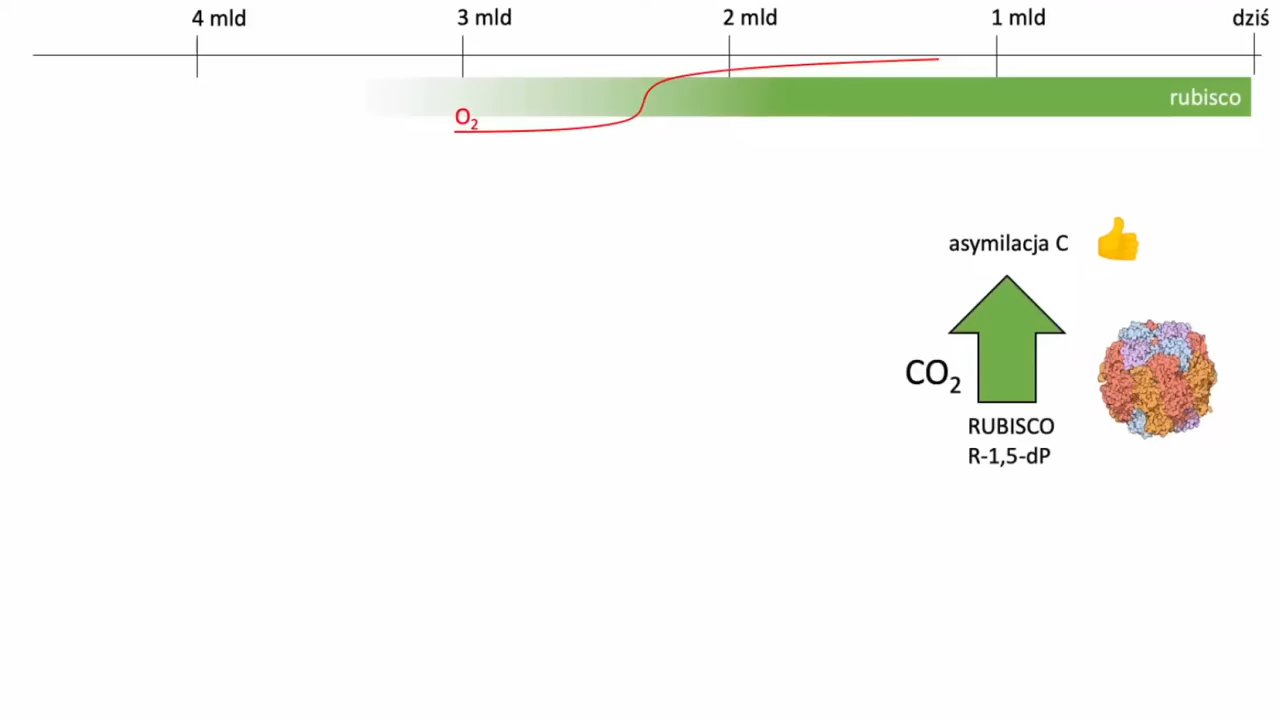 4 mld 3 mld 2 mld 1 mld dziś
rubisco
O₂
asymilacja C
CO₂
RUBISCO
R-1,5-dP